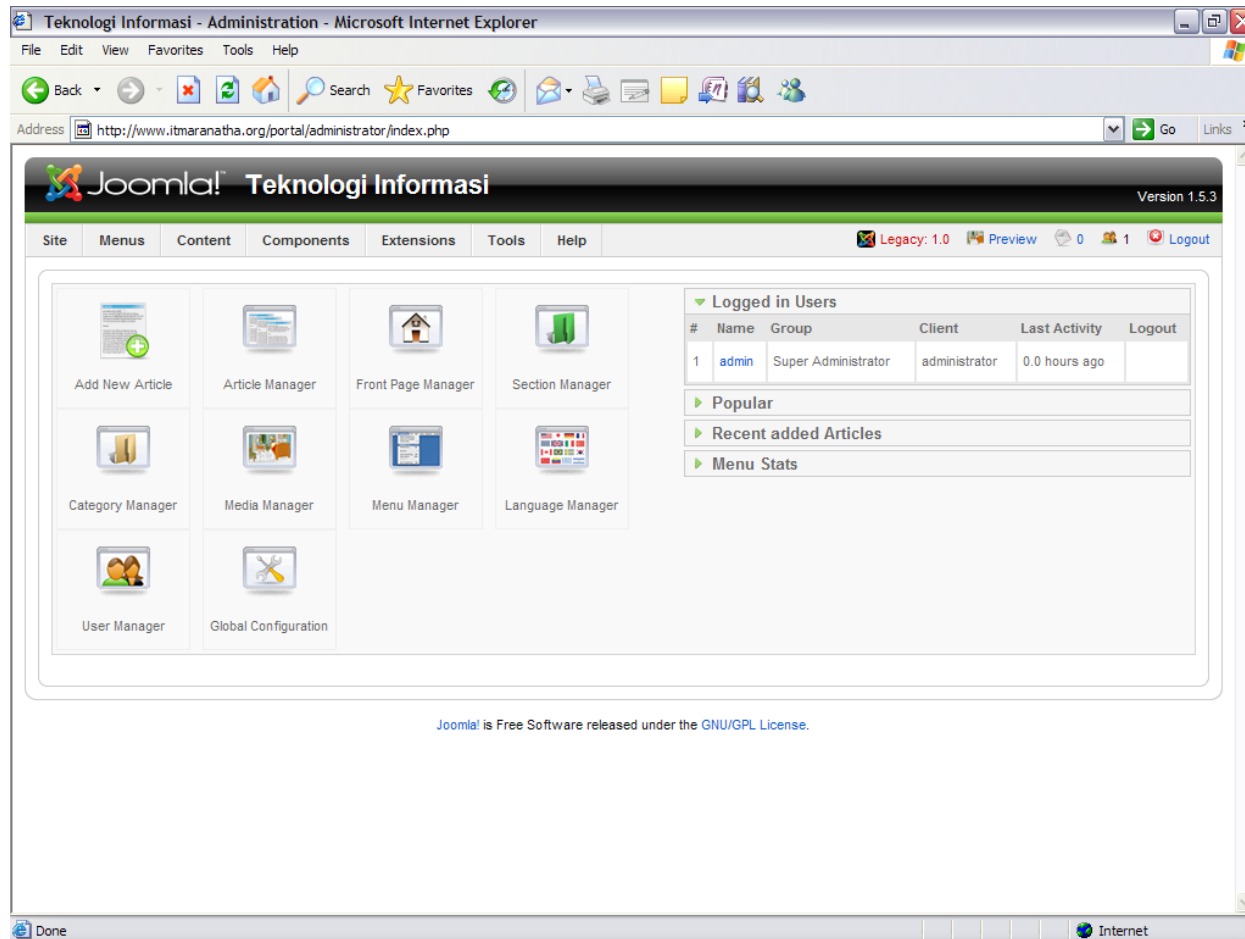 Teknologi Informasi - Administration - Microsoft Internet Explorer
File Edit View Favorites Tools Help
Back Search Favorites
Address http://www.itmaranatha.org/portal/administrator/index.php Go Links
Joomla! Teknologi Informasi
Version 1.5.3
Site Menus Content Components Extensions Tools Help Legacy: 1.0 Preview 0 1 Logout
Add New Article Article Manager Front Page Manager Section Manager
Category Manager Media Manager Menu Manager Language Manager
User Manager Global Configuration
Logged in Users
# Name Group Client Last Activity Logout
1 admin Super Administrator administrator 0.0 hours ago
Popular
Recent added Articles
Menu Stats
Joomla! is Free Software released under the GNU/GPL License.
Done Internet